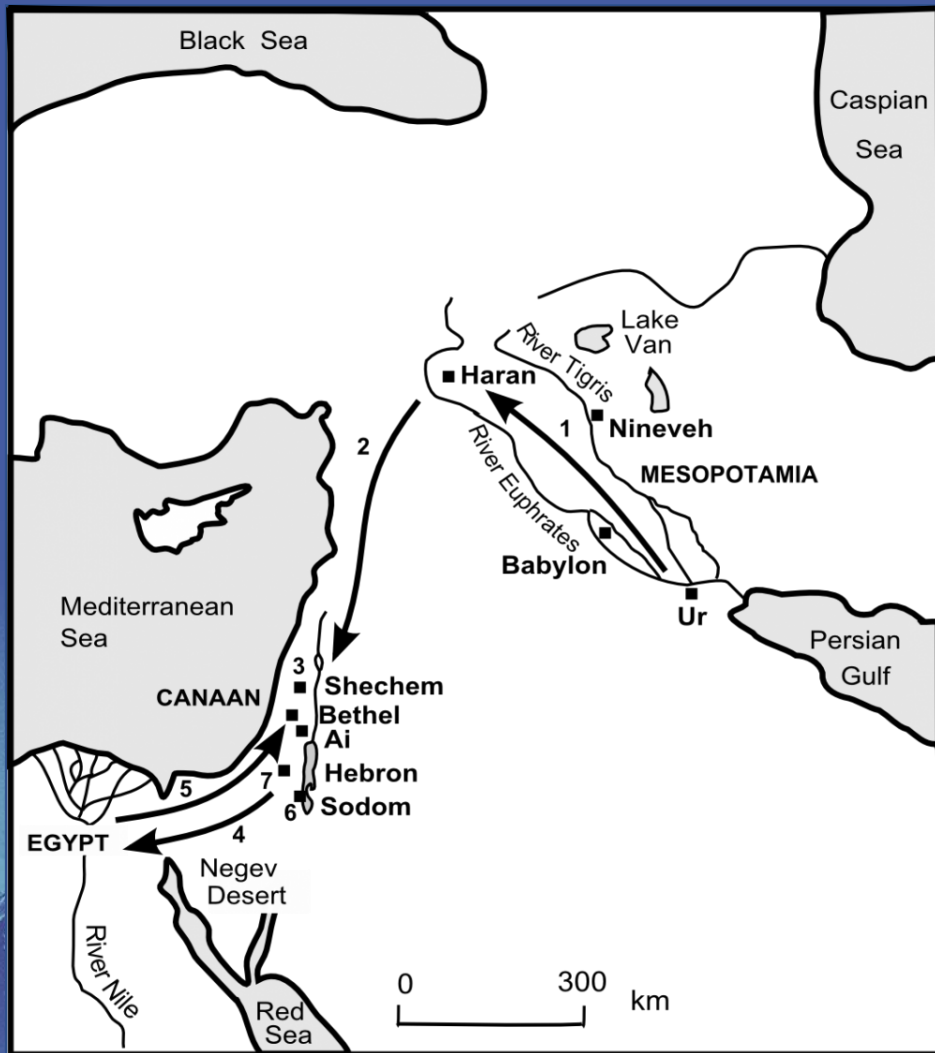 Black Sea
Caspian
Sea
Lake
Van
River Tigris
Haran
1
Nineveh
2
River Euphrates
MESOPOTAMIA
Babylon
Ur
Mediterranean
Sea
Persian
Gulf
3
Shechem
CANAAN
Bethel
Ai
Hebron
7
5
Sodom
6
4
EGYPT
Negev
Desert
River Nile
Red
Sea
0 300 km